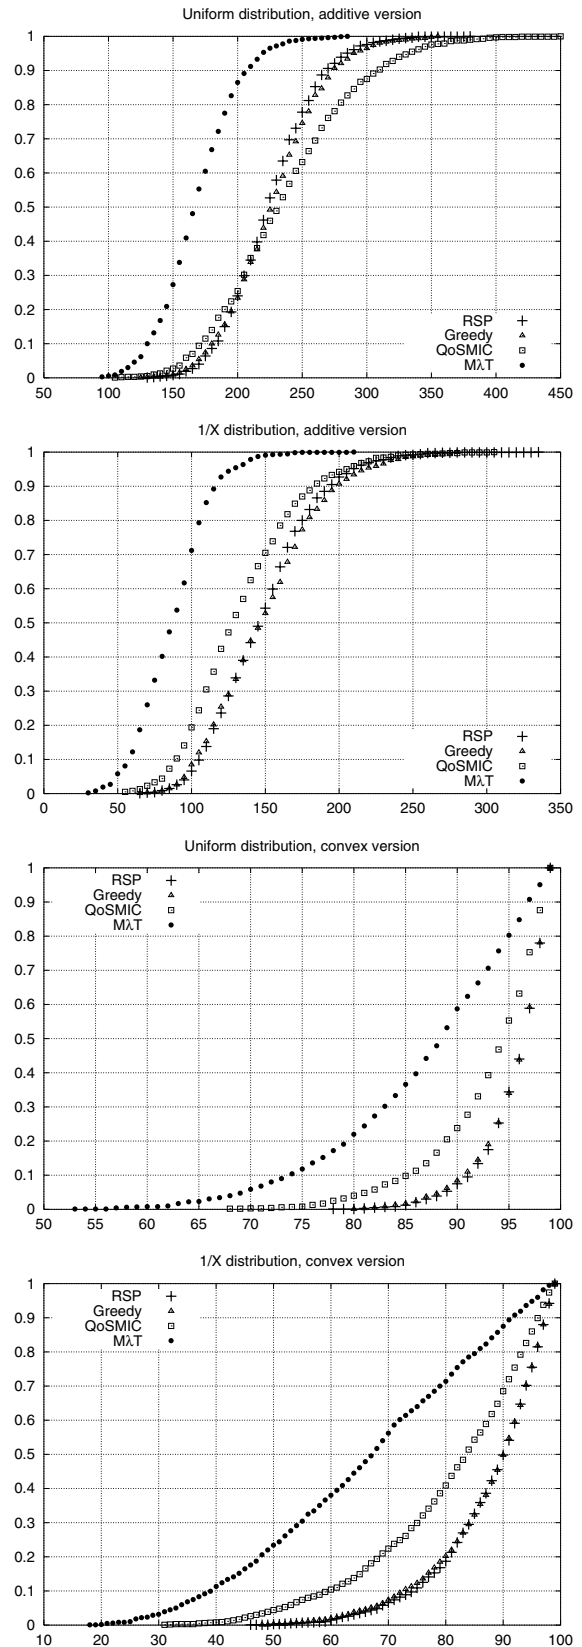 Uniform distribution, additive version
1
0.9
0.8
0.7
0.6
0.5
0.4
0.3
0.2
0.1
0
RSP
Greedy
QoSMIC
MλT
50 100 150 200 250 300 350 400 450
1/X distribution, additive version
1
0.9
0.8
0.7
0.6
0.5
0.4
0.3
0.2
0.1
0
RSP
Greedy
QoSMIC
MλT
0 50 100 150 200 250 300 350
Uniform distribution, convex version
1
0.9
0.8
0.7
0.6
0.5
0.4
0.3
0.2
0.1
0
RSP
Greedy
QoSMIC
MλT
50 55 60 65 70 75 80 85 90 95 100
1/X distribution, convex version
1
0.9
0.8
0.7
0.6
0.5
0.4
0.3
0.2
0.1
0
RSP
Greedy
QoSMIC
MλT
10 20 30 40 50 60 70 80 90 100